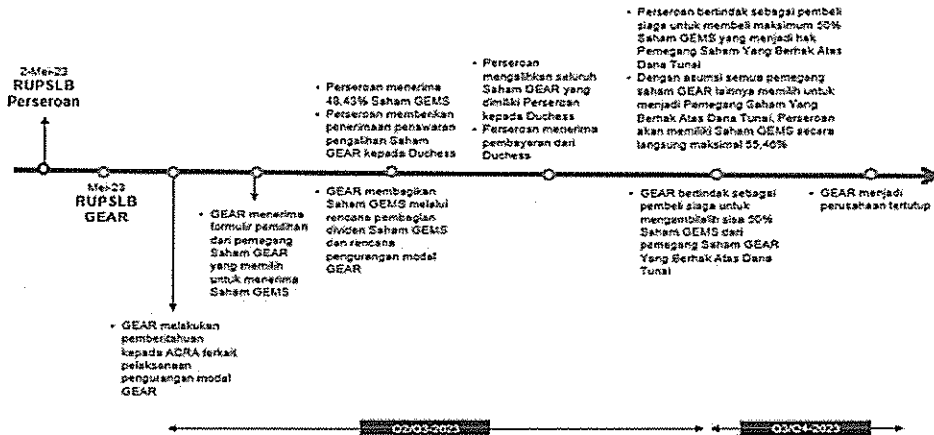 2-Mei-23
RUPSLB
Perseroan
Mei-23
RUPSLB
GEAR
• GEAR melakukan
pemberitahuan
kepada ACRA terkait
pelaksanaan
pengurangan modal
GEAR
• GEAR menerima
formulir pemilihan
dari pemegang
Saham GEAR
yang memilih
untuk menerima
Saham GEMS
• Perseroan menerima
48,43% Saham GEMS
• Perseroan memberikan
penerimaan penawaran
pengalihan Saham
GEAR kepada Duchess
• GEAR membagikan
Saham GEMS melalui
rencana pembagian
dividen Saham GEMS
dan rencana
pengurangan modal
GEAR
• Perseroan
mengalihkan seluruh
Saham GEAR yang
dimiliki Perseroan
kepada Duchess
• Perseroan menerima
pembayaran dari
Duchess
• Perseroan bertindak sebagai pembeli
siaga untuk membeli maksimum 50%
Saham GEMS yang menjadi hak
Pemegang Saham Yang Berhak Atas
Dana Tunai
• Dengan asumsi semua pemegang
saham GEAR lainnya memilih untuk
menjadi Pemegang Saham Yang
Berhak Atas Dana Tunai, Perseroan
akan memiliki Saham GEMS secara
langsung maksimal 55,46%
• GEAR bertindak sebagai
pembeli siaga untuk
mengambilalih sisa 50%
Saham GEMS dari
pemegang Saham GEAR
Yang Berhak Atas Dana
Tunai
• GEAR menjadi
perusahaan tertutup
Q2/Q3-2023
Q3/Q4-2023